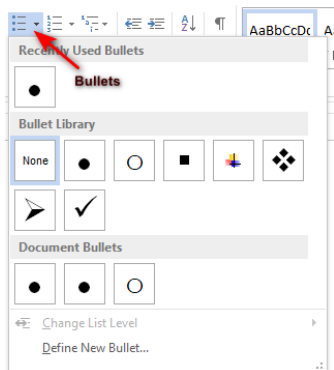 AaBbCcDc A
Recently Used Bullets
Bullets
Bullet Library
None
Document Bullets
Change List Level
Define New Bullet...